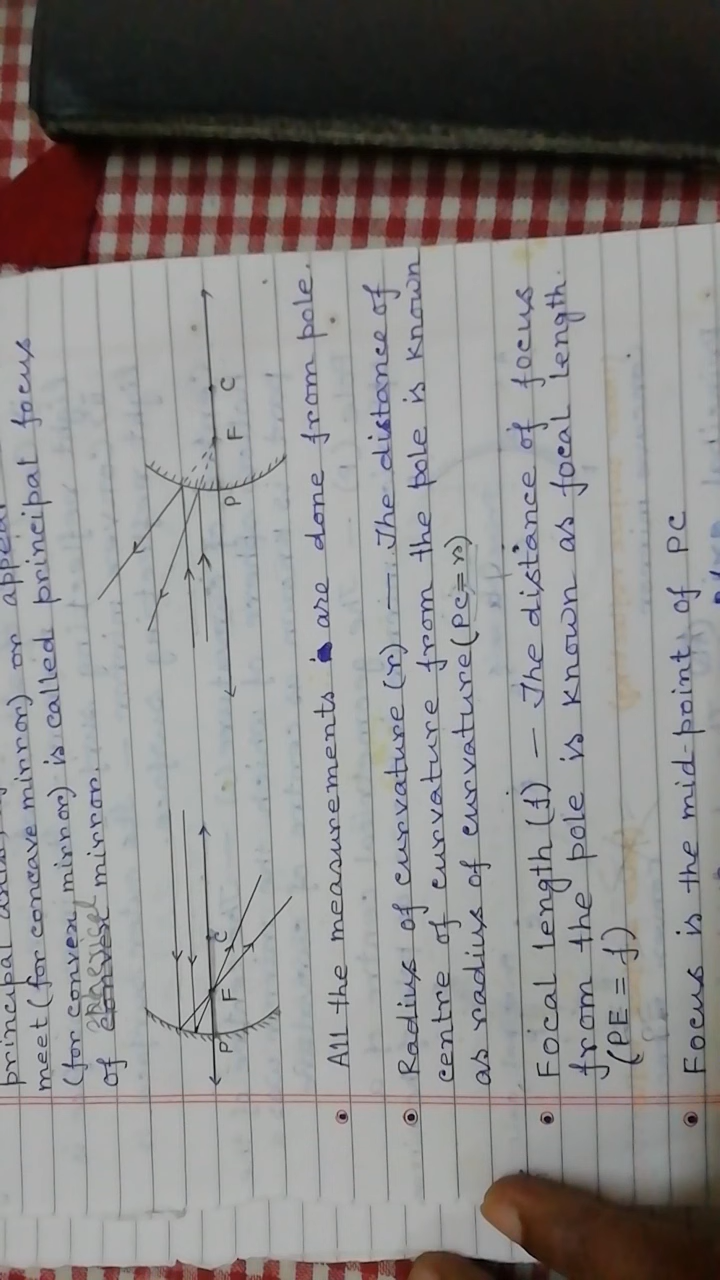 principal
meet (for concave mirror) or appear
(for convex mirror) is called principal focus
of spherical mirror.
P F C
P F C
All the measurements are done from pole.
Radius of curvature (r) — The distance of
centre of curvature from the pole is known
as radius of curvature (PC = r)
Focal length (f) — The distance of focus
from the pole is known as focal length.
(PE = f)
Focus is the mid-point of PC